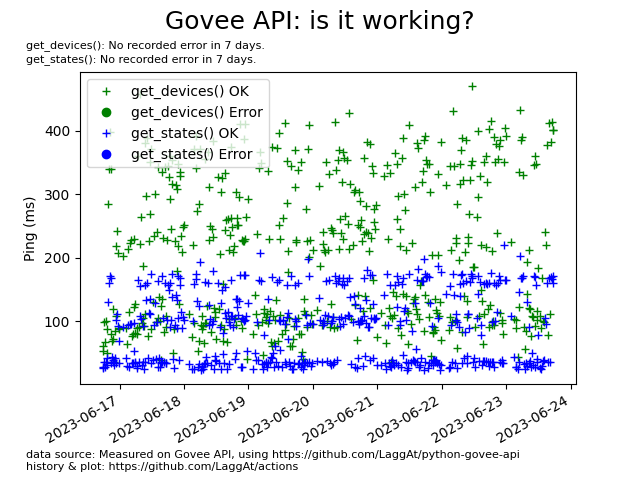 Govee API: is it working?
get_devices(): No recorded error in 7 days.
get_states(): No recorded error in 7 days.
get_devices() OK
get_devices() Error
get_states() OK
get_states() Error
Ping (ms)
400
300
200
100
2023-06-17
2023-06-18
2023-06-19
2023-06-20
2023-06-21
2023-06-22
2023-06-23
2023-06-24
data source: Measured on Govee API, using https://github.com/LaggAt/python-govee-api
history & plot: https://github.com/LaggAt/actions